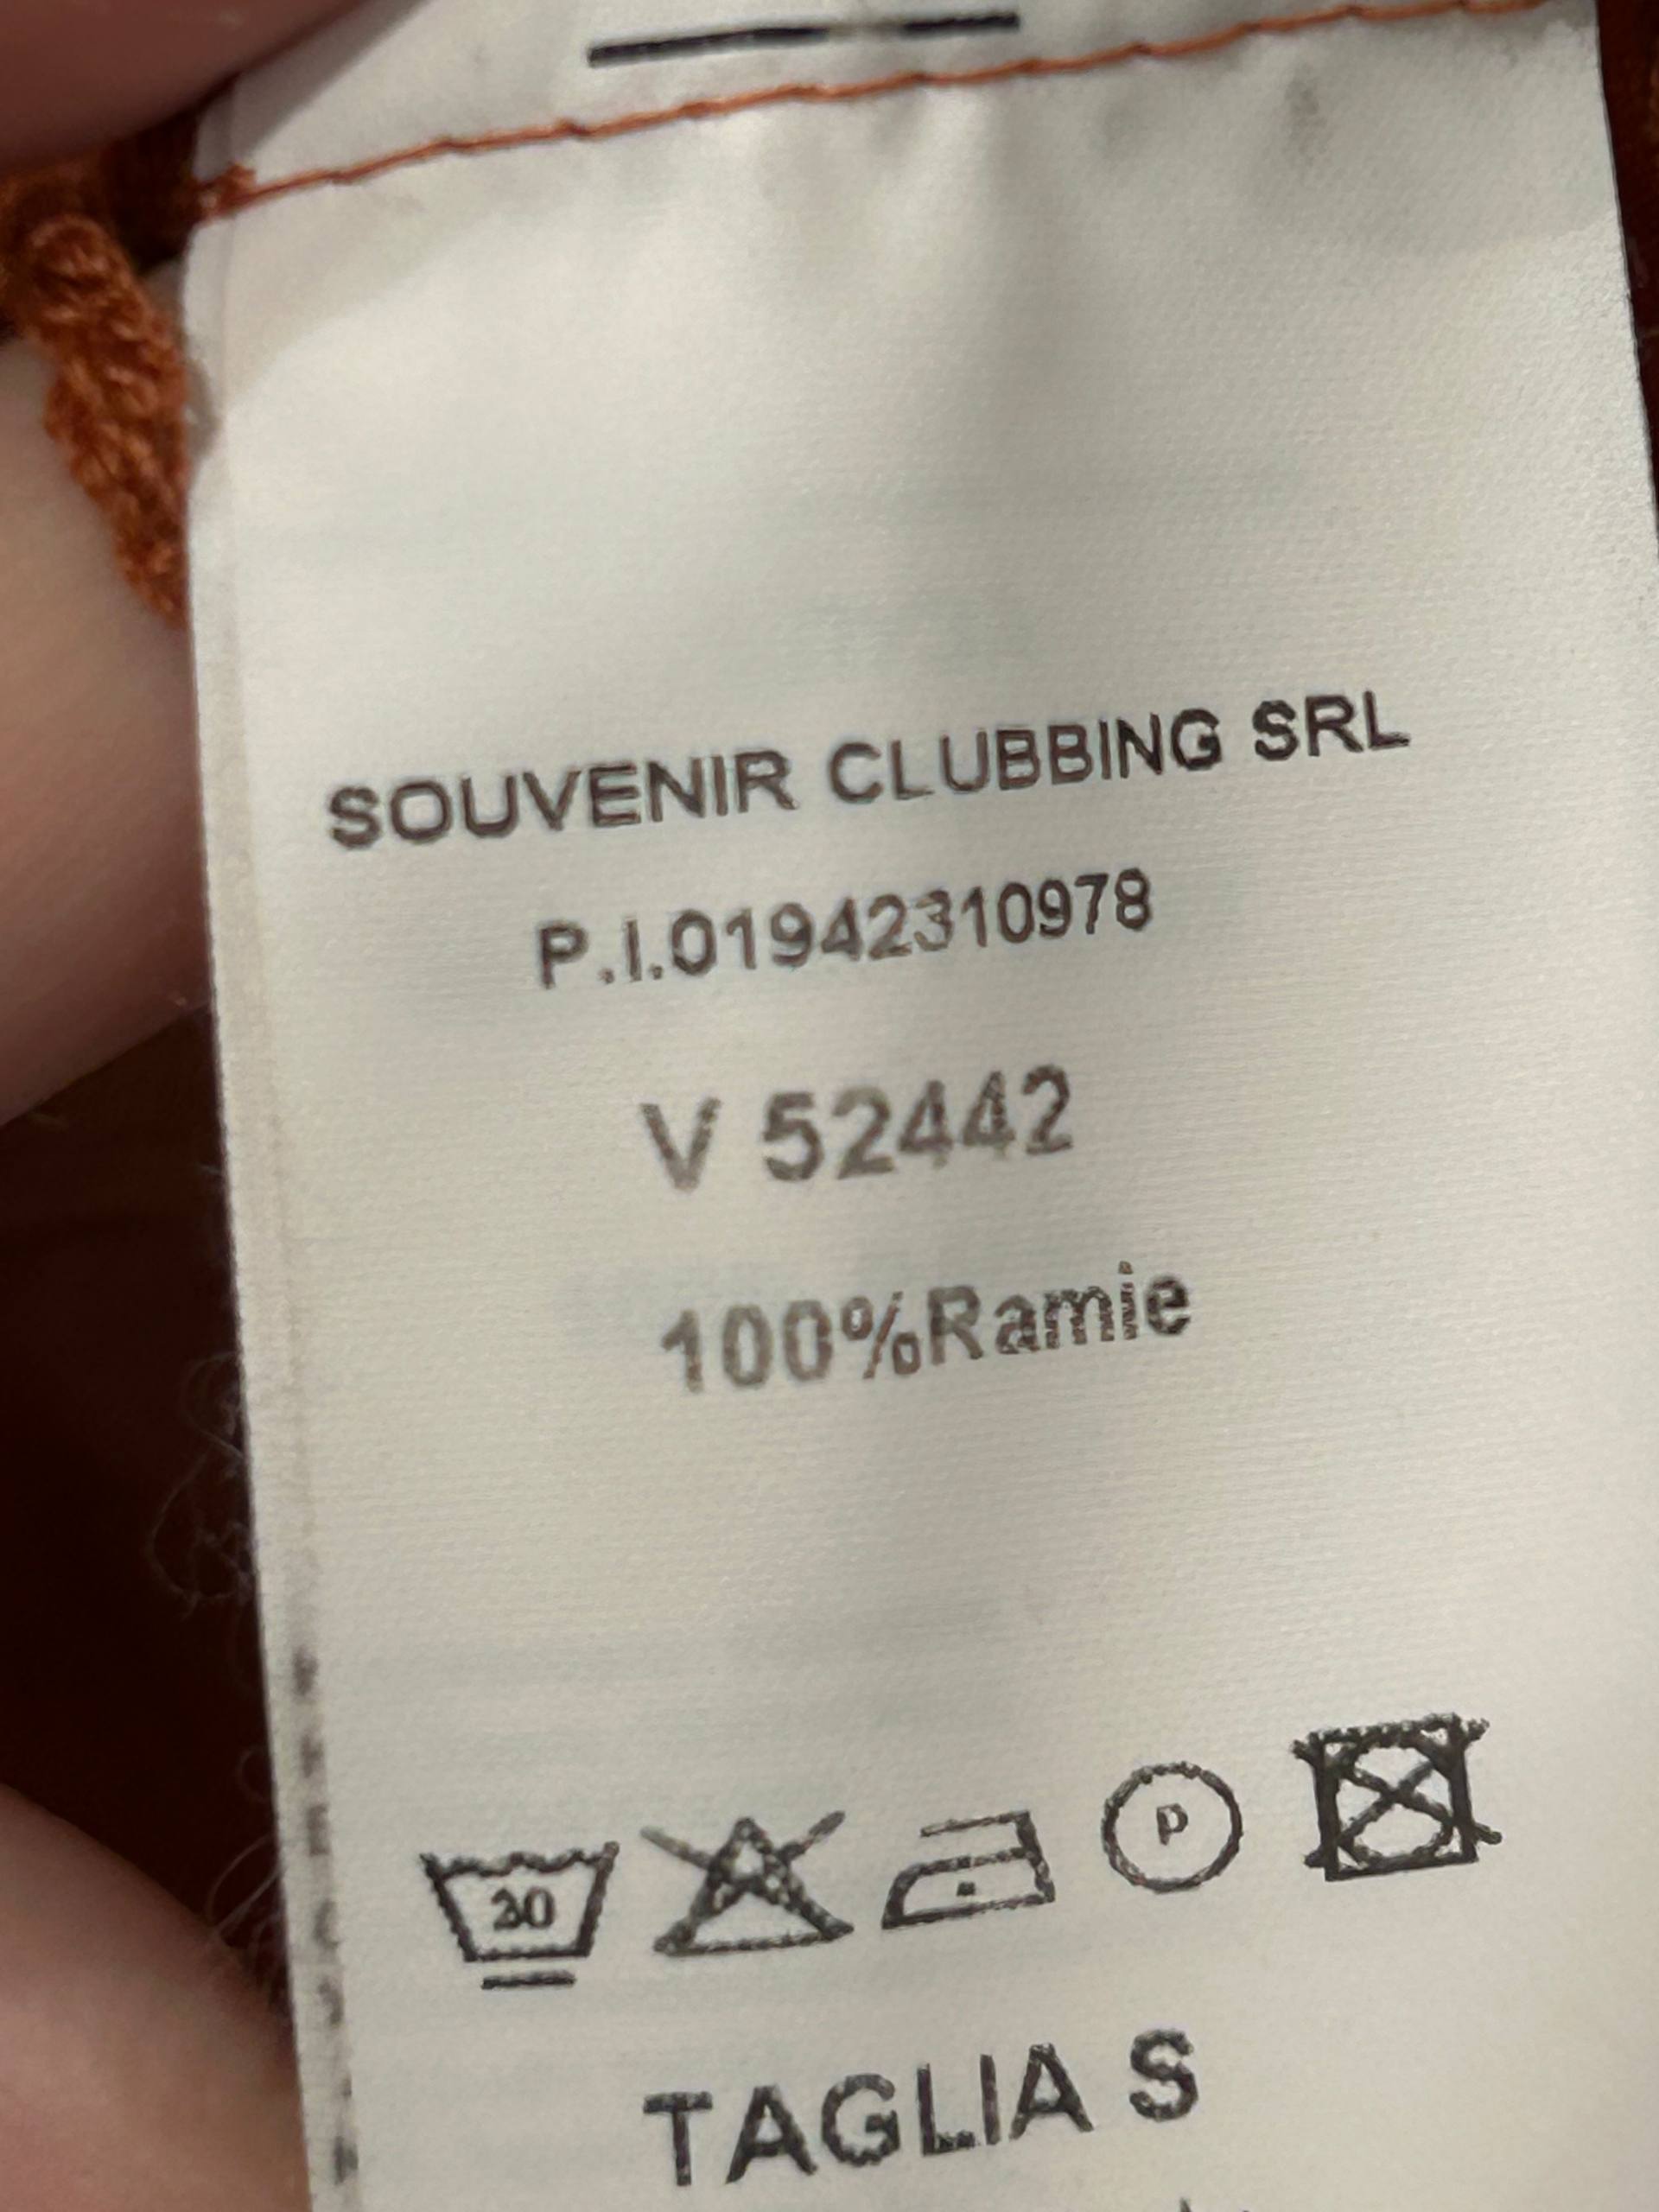 SOUVENIR CLUBBING SRL
P.I.01942310978
V 52442
100%Ramie
30
P
TAGLIA S